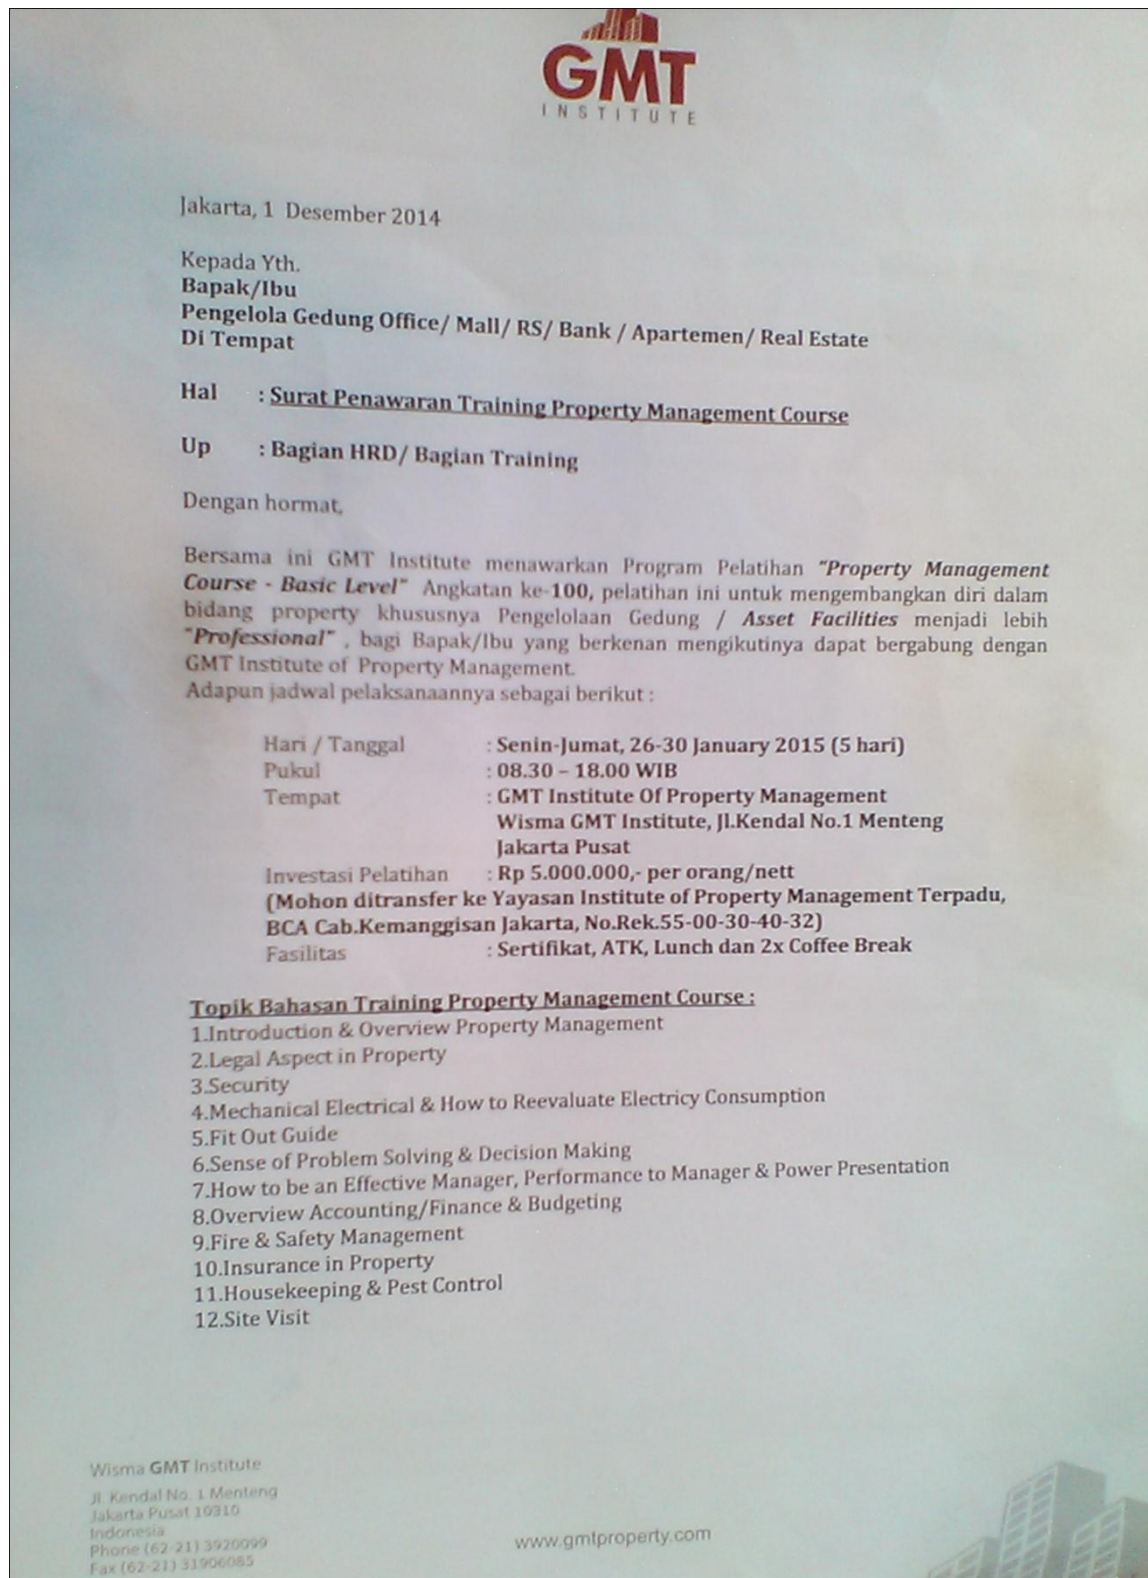 GMT
INSTITUTE
Jakarta, 1 Desember 2014
Kepada Yth.
Bapak/Ibu
Pengelola Gedung Office/ Mall/ RS/ Bank / Apartemen/ Real Estate
Di Tempat
Hal : Surat Penawaran Training Property Management Course
Up : Bagian HRD/ Bagian Training
Dengan hormat,
Bersama ini GMT Institute menawarkan Program Pelatihan "Property Management
Course - Basic Level" Angkatan ke-100, pelatihan ini untuk mengembangkan diri dalam
bidang property khususnya Pengelolaan Gedung / Asset Facilities menjadi lebih
"Professional" , bagi Bapak/Ibu yang berkenan mengikutinya dapat bergabung dengan
GMT Institute of Property Management.
Adapun jadwal pelaksanaannya sebagai berikut :
Hari / Tanggal : Senin-Jumat, 26-30 January 2015 (5 hari)
Pukul : 08.30 – 18.00 WIB
Tempat : GMT Institute Of Property Management
Wisma GMT Institute, Jl.Kendal No.1 Menteng
Jakarta Pusat
Investasi Pelatihan : Rp 5.000.000,- per orang/nett
(Mohon ditransfer ke Yayasan Institute of Property Management Terpadu,
BCA Cab.Kemanggisan Jakarta, No.Rek.55-00-30-40-32)
Fasilitas : Sertifikat, ATK, Lunch dan 2x Coffee Break
Topik Bahasan Training Property Management Course :
1.Introduction & Overview Property Management
2.Legal Aspect in Property
3.Security
4.Mechanical Electrical & How to Reevaluate Electricy Consumption
5.Fit Out Guide
6.Sense of Problem Solving & Decision Making
7.How to be an Effective Manager, Performance to Manager & Power Presentation
8.Overview Accounting/Finance & Budgeting
9.Fire & Safety Management
10.Insurance in Property
11.Housekeeping & Pest Control
12.Site Visit
Wisma GMT Institute
Jl. Kendal No. 1 Menteng
Jakarta Pusat 10310
Indonesia
Phone (62-21) 3920099
Fax (62-21) 31906085
www.gmtproperty.com